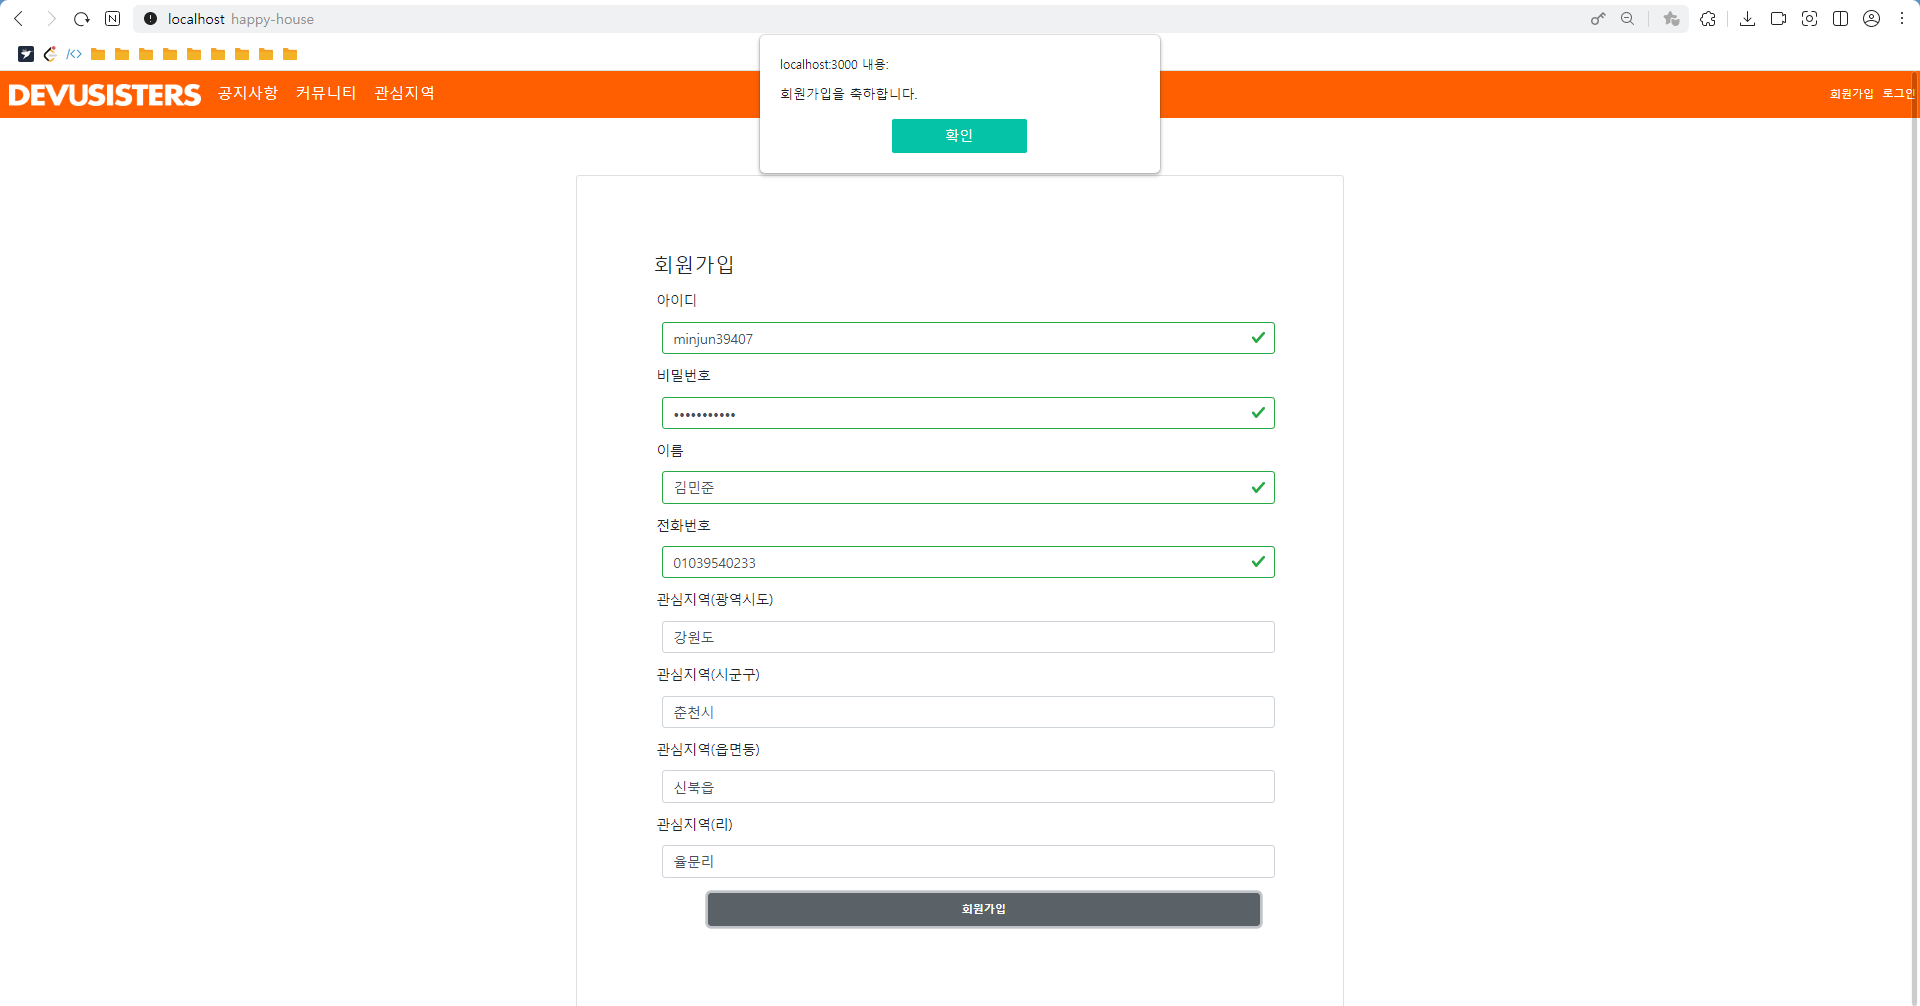 localhost happy-house
localhost:3000 내용:
회원가입을 축하합니다.
확인
DEVUSISTERS 공지사항 커뮤니티 관심지역 회원가입 로그인
회원가입
아이디
minjun39407
비밀번호
•••••••••••
이름
김민준
전화번호
01039540233
관심지역(광역시도)
강원도
관심지역(시군구)
춘천시
관심지역(읍면동)
신북읍
관심지역(리)
율문리
회원가입